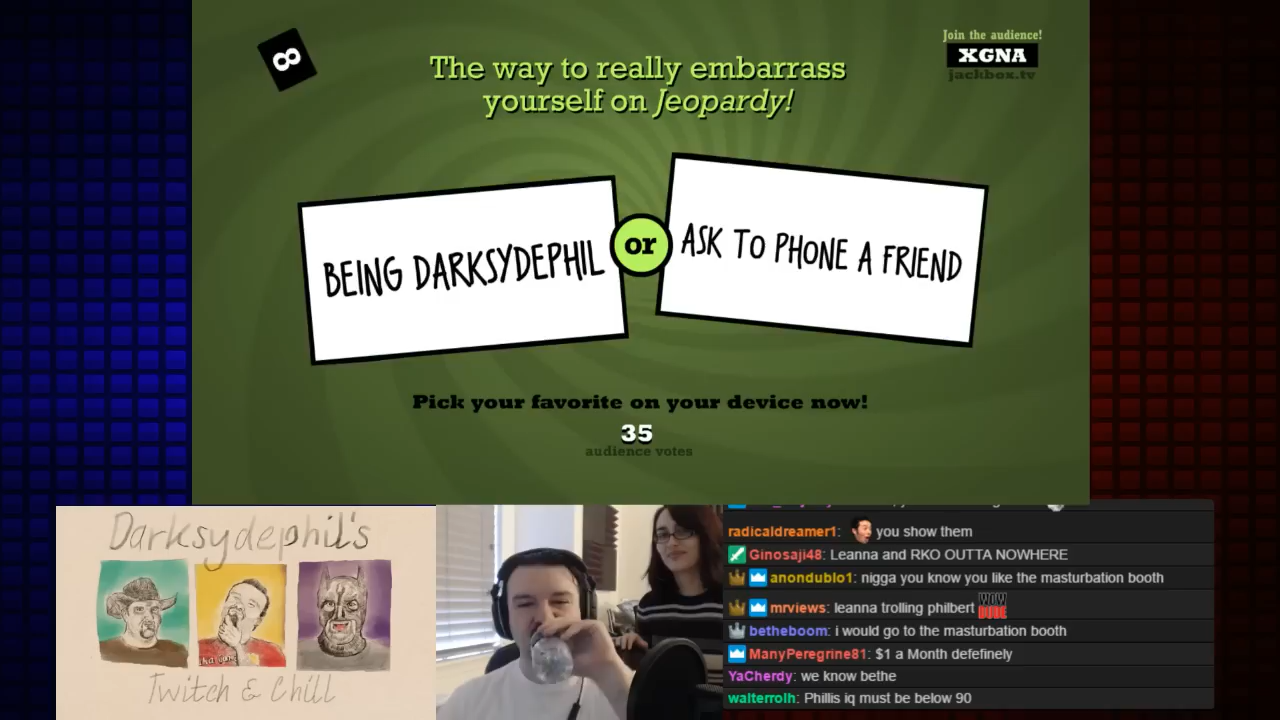 8
The way to really embarrass
yourself on Jeopardy!
Join the audience!
XGNA
jackbox.tv
BEING DARKSYDEPHIL
or
ASK TO PHONE A FRIEND
Pick your favorite on your device now!
35
audience votes
Darksydephil's
Twitch & Chill
radicaldreamer1: you show them
Ginosaji48: Leanna and RKO OUTTA NOWHERE
anondublo1: nigga you know you like the masturbation booth
mrviews: leanna trolling philbert WOW DUDE
betheboom: i would go to the masturbation booth
ManyPeregrine81: $1 a Month defefinely
YaCherdy: we know bethe
walterrolh: Phillis iq must be below 90